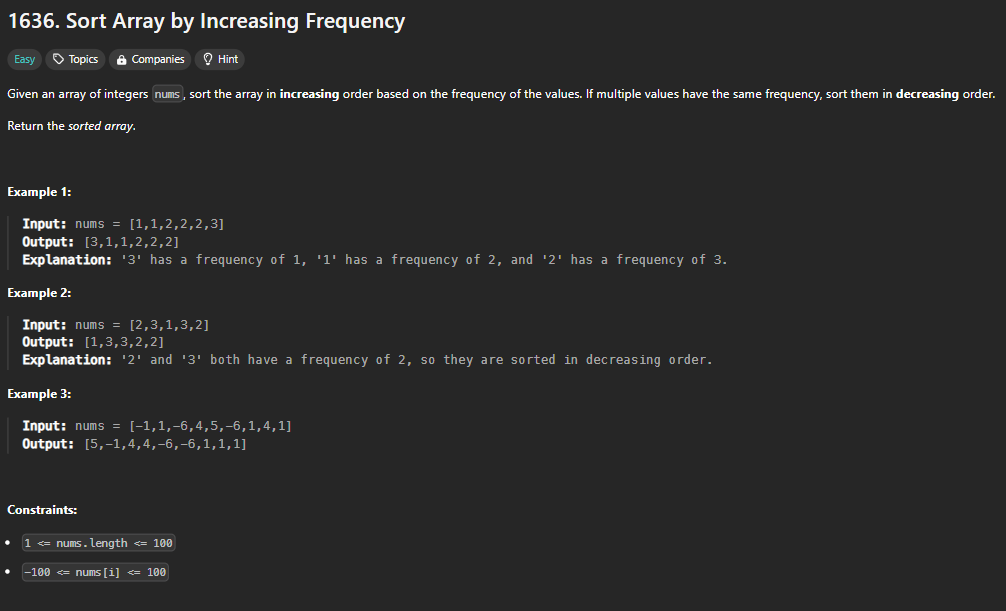 1636. Sort Array by Increasing Frequency
Easy Topics Companies Hint
Given an array of integers nums, sort the array in increasing order based on the frequency of the values. If multiple values have the same frequency, sort them in decreasing order.
Return the sorted array.
Example 1:
Input: nums = [1,1,2,2,2,3]
Output: [3,1,1,2,2,2]
Explanation: '3' has a frequency of 1, '1' has a frequency of 2, and '2' has a frequency of 3.
Example 2:
Input: nums = [2,3,1,3,2]
Output: [1,3,3,2,2]
Explanation: '2' and '3' both have a frequency of 2, so they are sorted in decreasing order.
Example 3:
Input: nums = [-1,1,-6,4,5,-6,1,4,1]
Output: [5,-1,4,4,-6,-6,1,1,1]
Constraints:
• 1 <= nums.length <= 100
• -100 <= nums[i] <= 100